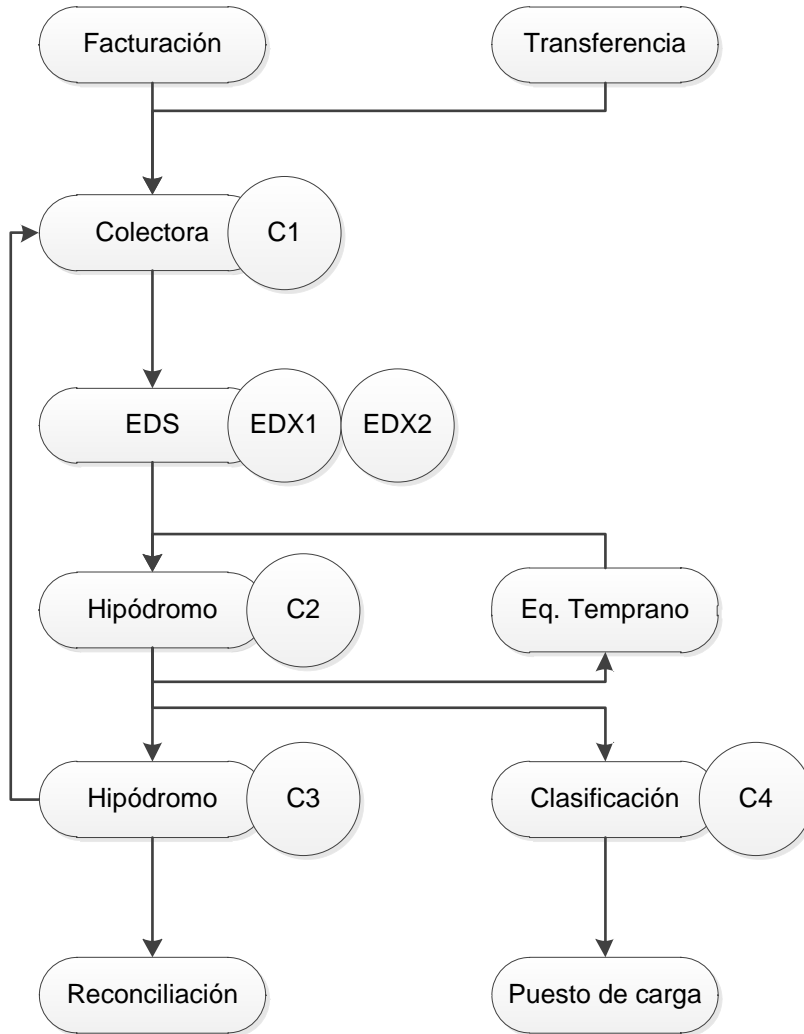 Facturación
Transferencia
Colectora
C1
EDS
EDX1
EDX2
Hipódromo
C2
Eq. Temprano
Hipódromo
C3
Clasificación
C4
Reconciliación
Puesto de carga